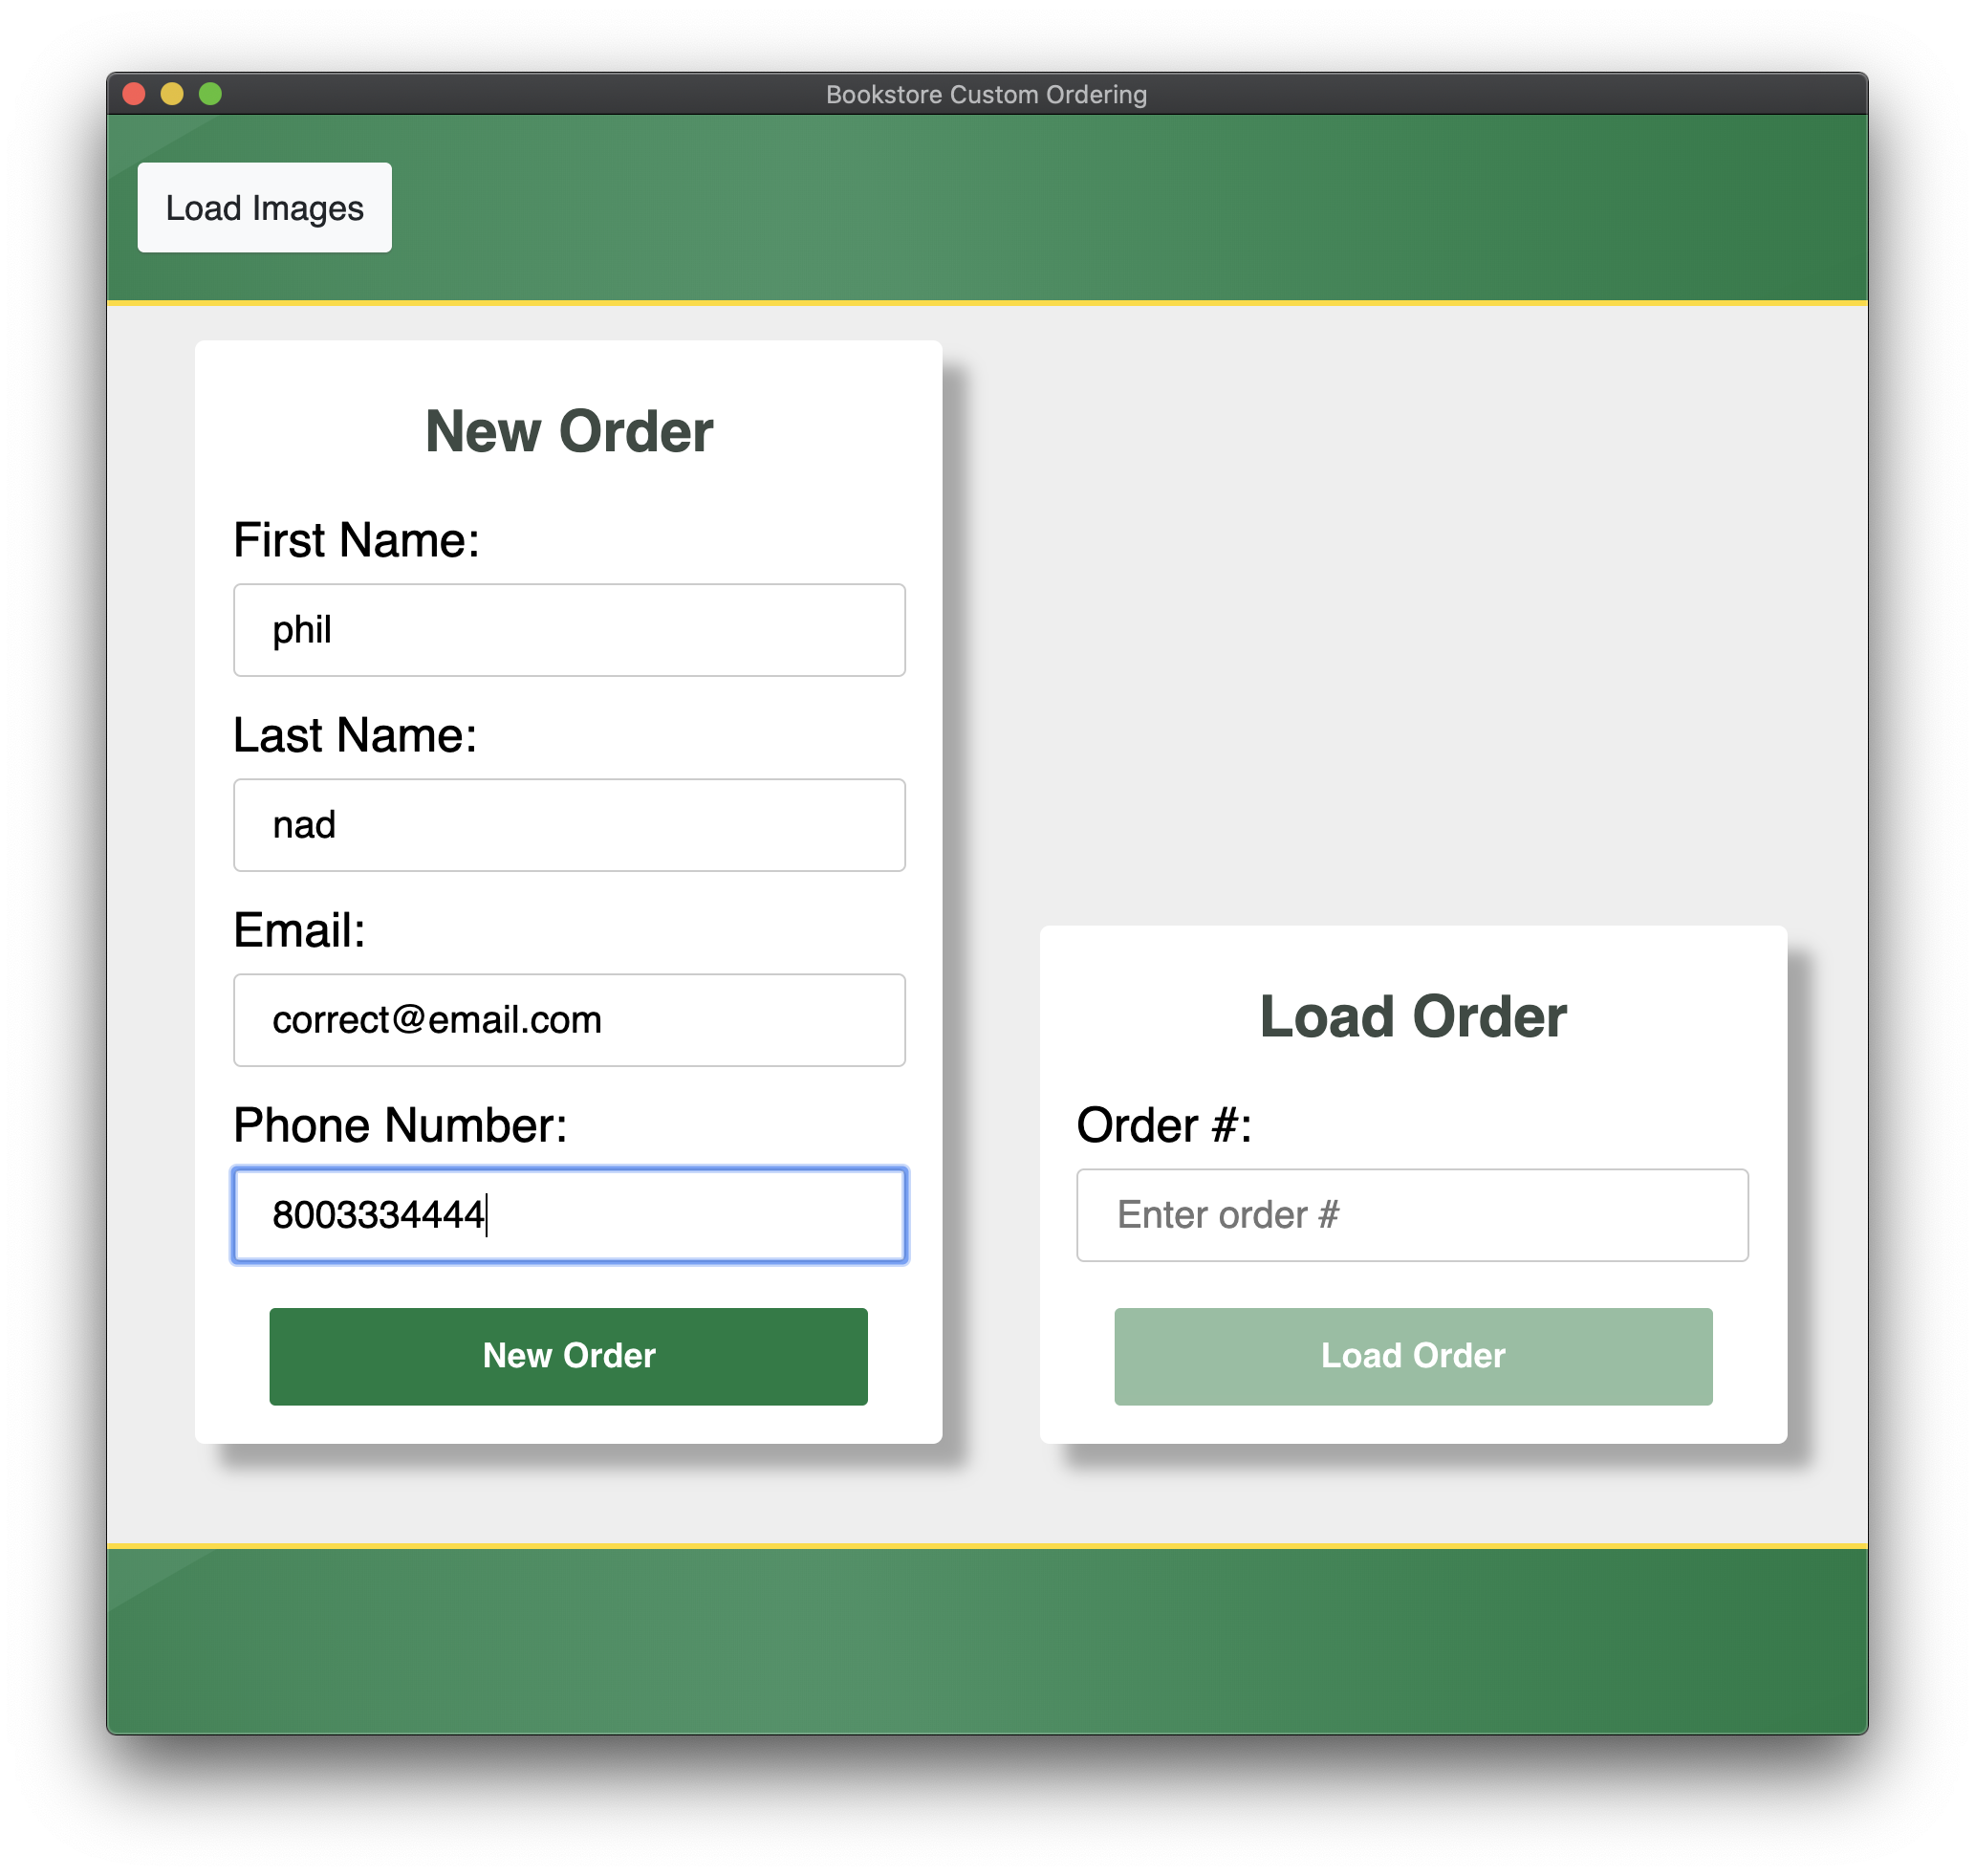 Bookstore Custom Ordering
Load Images
New Order
First Name:
phil
Last Name:
nad
Email:
correct@email.com
Phone Number:
8003334444
New Order
Load Order
Order #:
Enter order #
Load Order